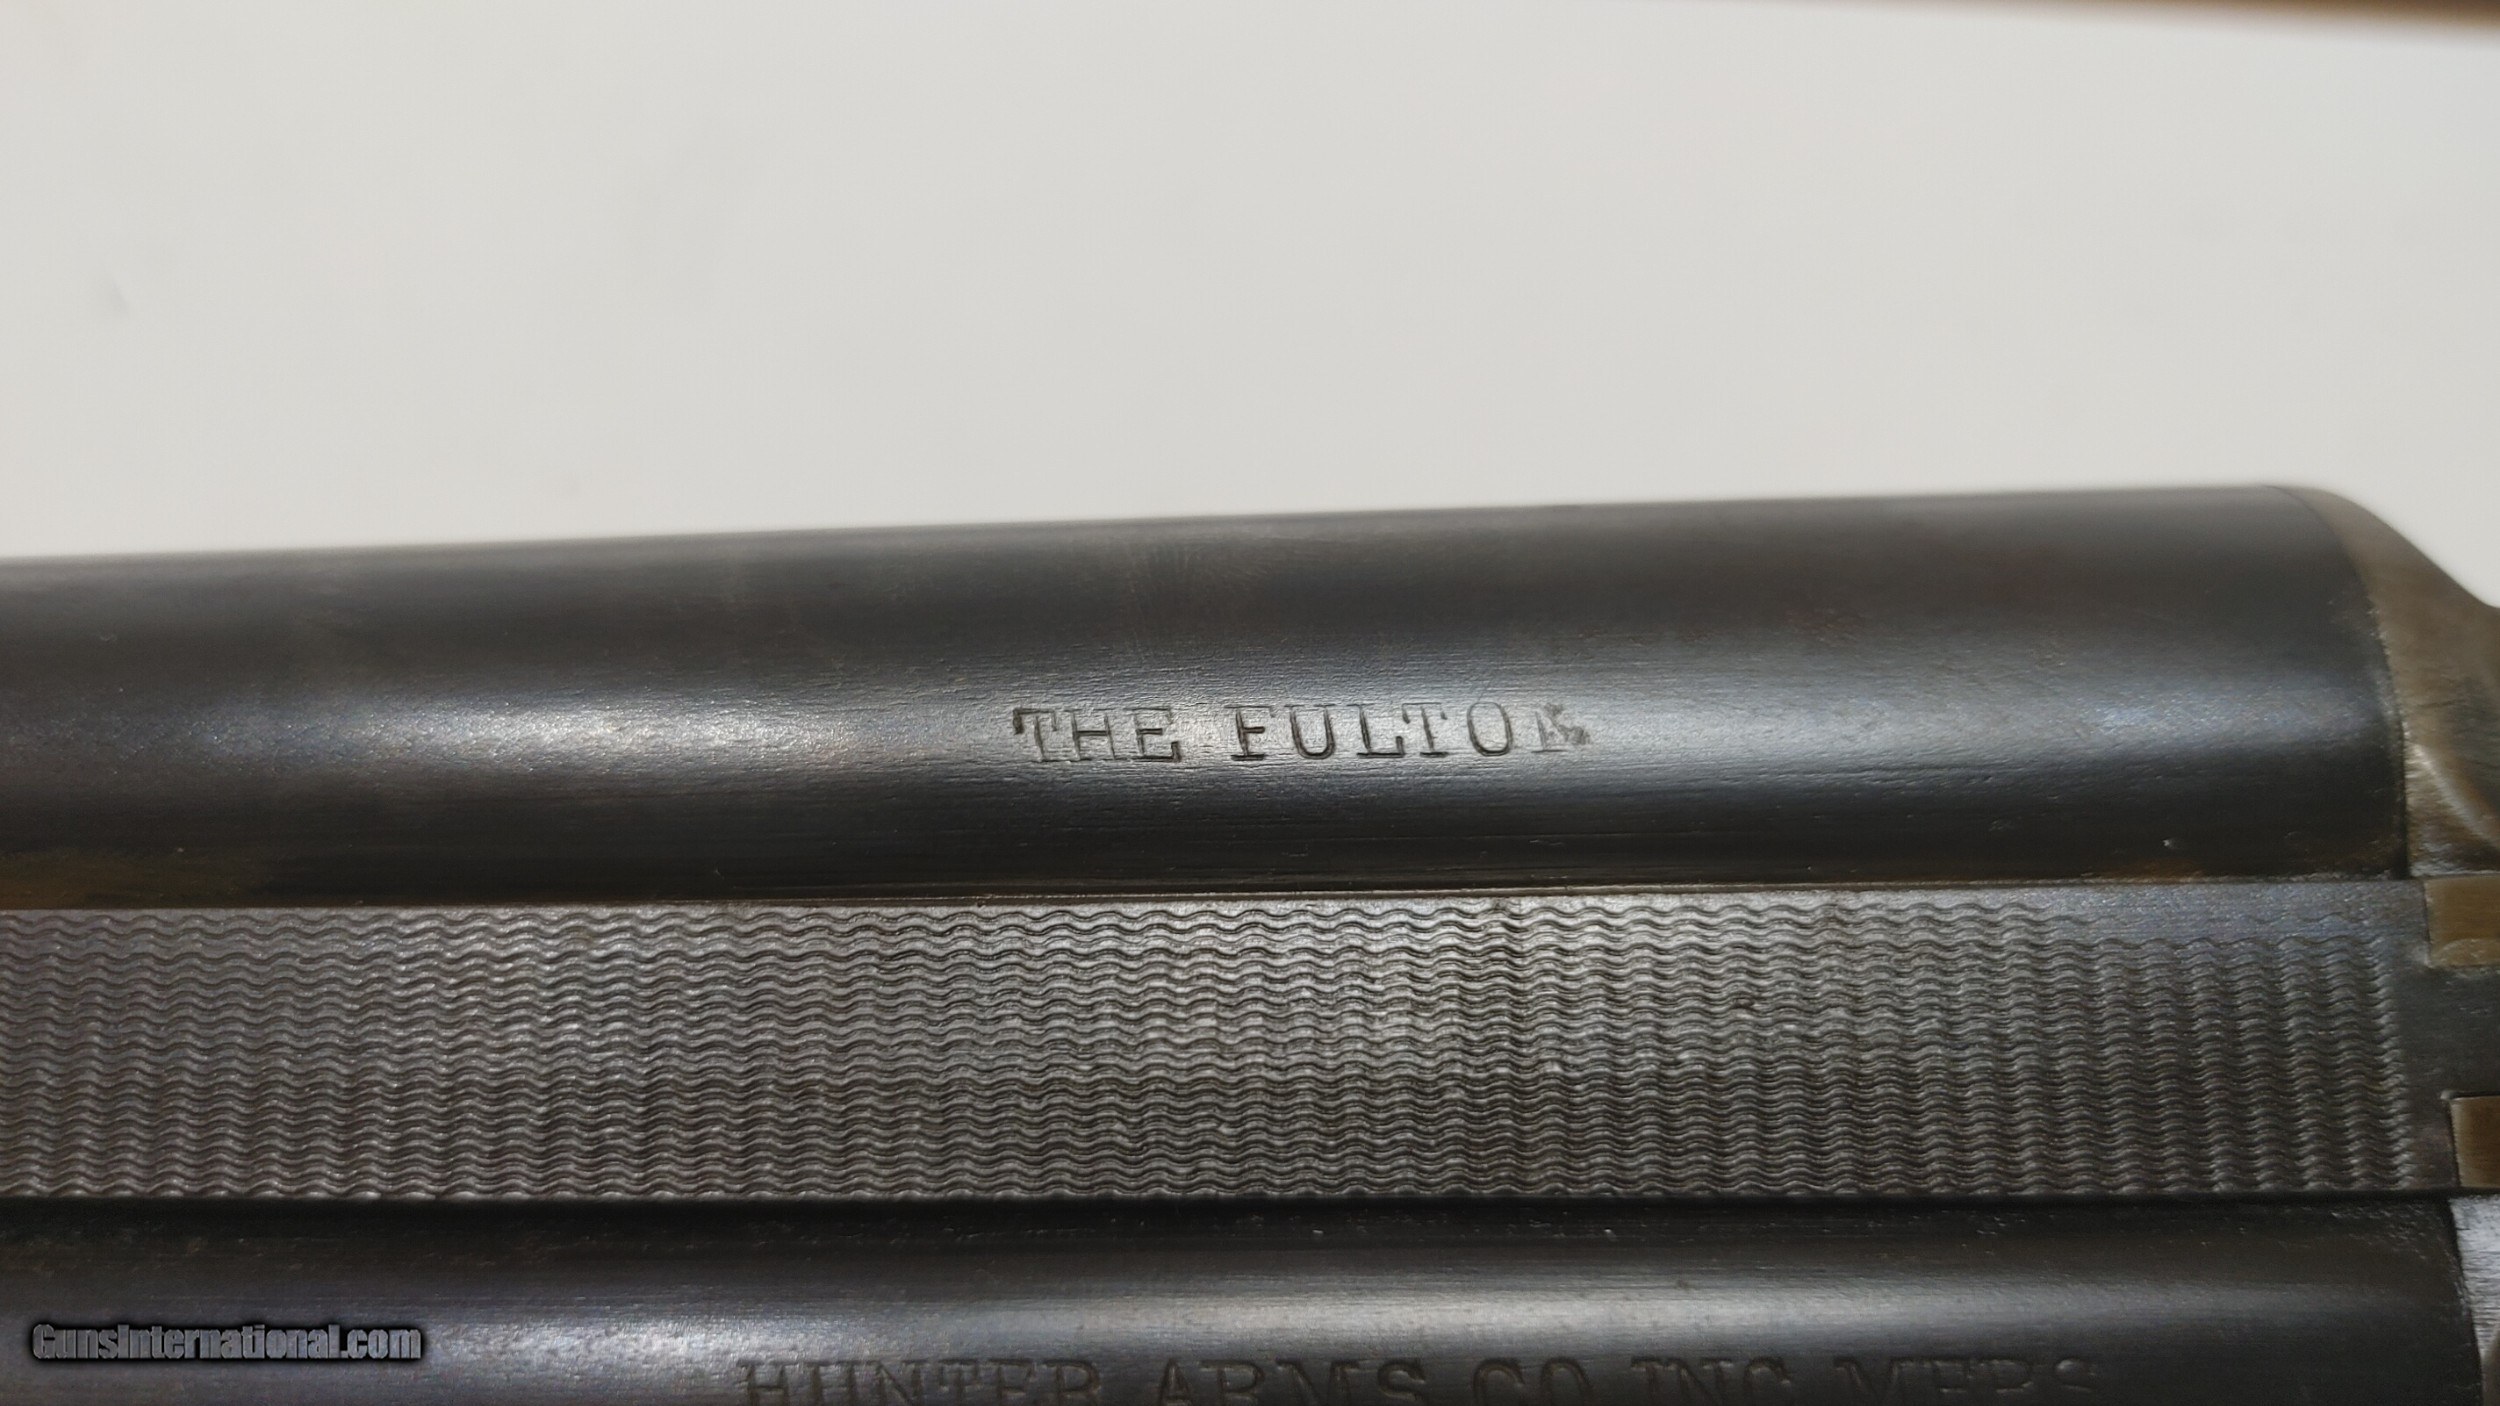 THE FULTON
HUNTER ARMS CO. INC. MFRS
GunsInternational.com